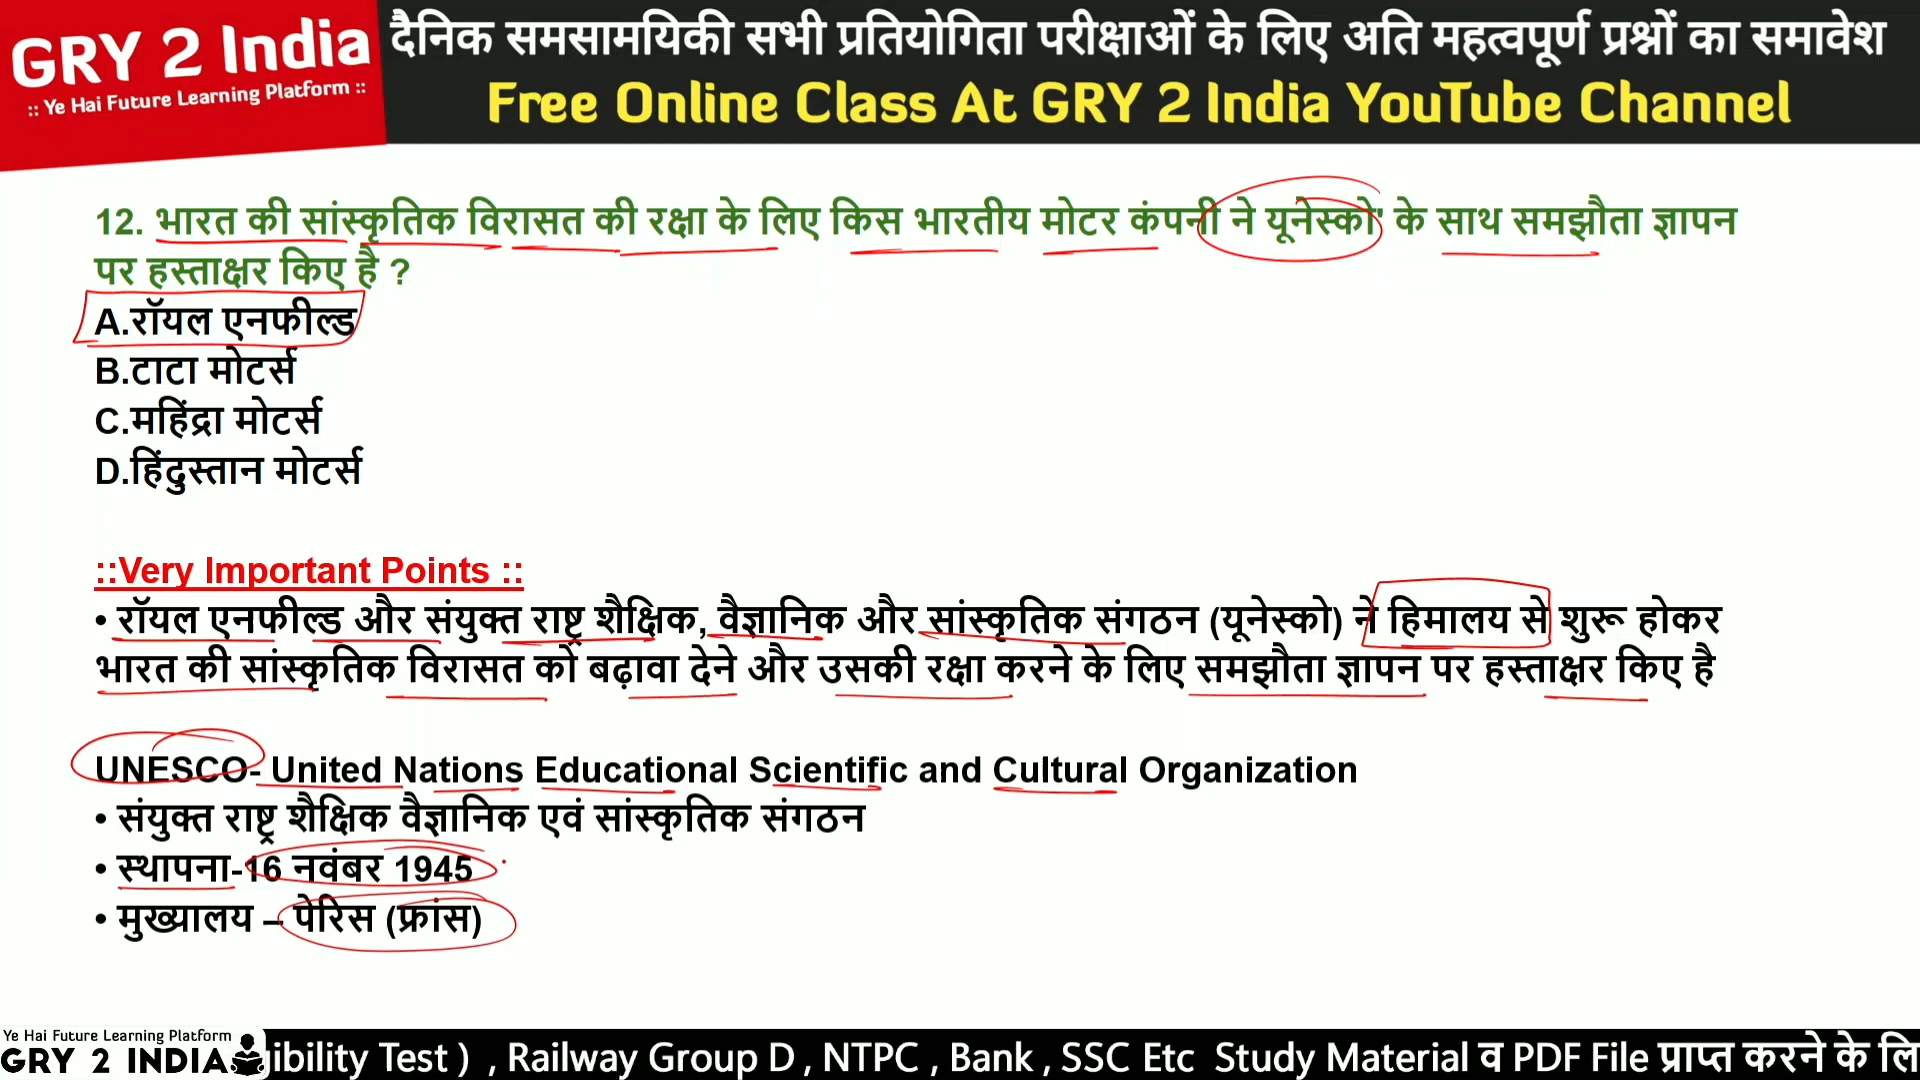 GRY 2 India
:: Ye Hai Future Learning Platform ::
दैनिक समसामयिकी सभी प्रतियोगिता परीक्षाओं के लिए अति महत्वपूर्ण प्रश्नों का समावेश
Free Online Class At GRY 2 India YouTube Channel
12. भारत की सांस्कृतिक विरासत की रक्षा के लिए किस भारतीय मोटर कंपनी ने यूनेस्को' के साथ समझौता ज्ञापन
पर हस्ताक्षर किए है ?
A.रॉयल एनफील्ड
B.टाटा मोटर्स
C.महिंद्रा मोटर्स
D.हिंदुस्तान मोटर्स
::Very Important Points ::
• रॉयल एनफील्ड और संयुक्त राष्ट्र शैक्षिक, वैज्ञानिक और सांस्कृतिक संगठन (यूनेस्को) ने हिमालय से शुरू होकर
भारत की सांस्कृतिक विरासत को बढ़ावा देने और उसकी रक्षा करने के लिए समझौता ज्ञापन पर हस्ताक्षर किए है
UNESCO- United Nations Educational Scientific and Cultural Organization
• संयुक्त राष्ट्र शैक्षिक वैज्ञानिक एवं सांस्कृतिक संगठन
• स्थापना-16 नवंबर 1945
• मुख्यालय – पेरिस (फ्रांस)
Ye Hai Future Learning Platform
GRY 2 INDIA
gibility Test ) , Railway Group D , NTPC , Bank , SSC Etc Study Material व PDF File प्राप्त करने के लि